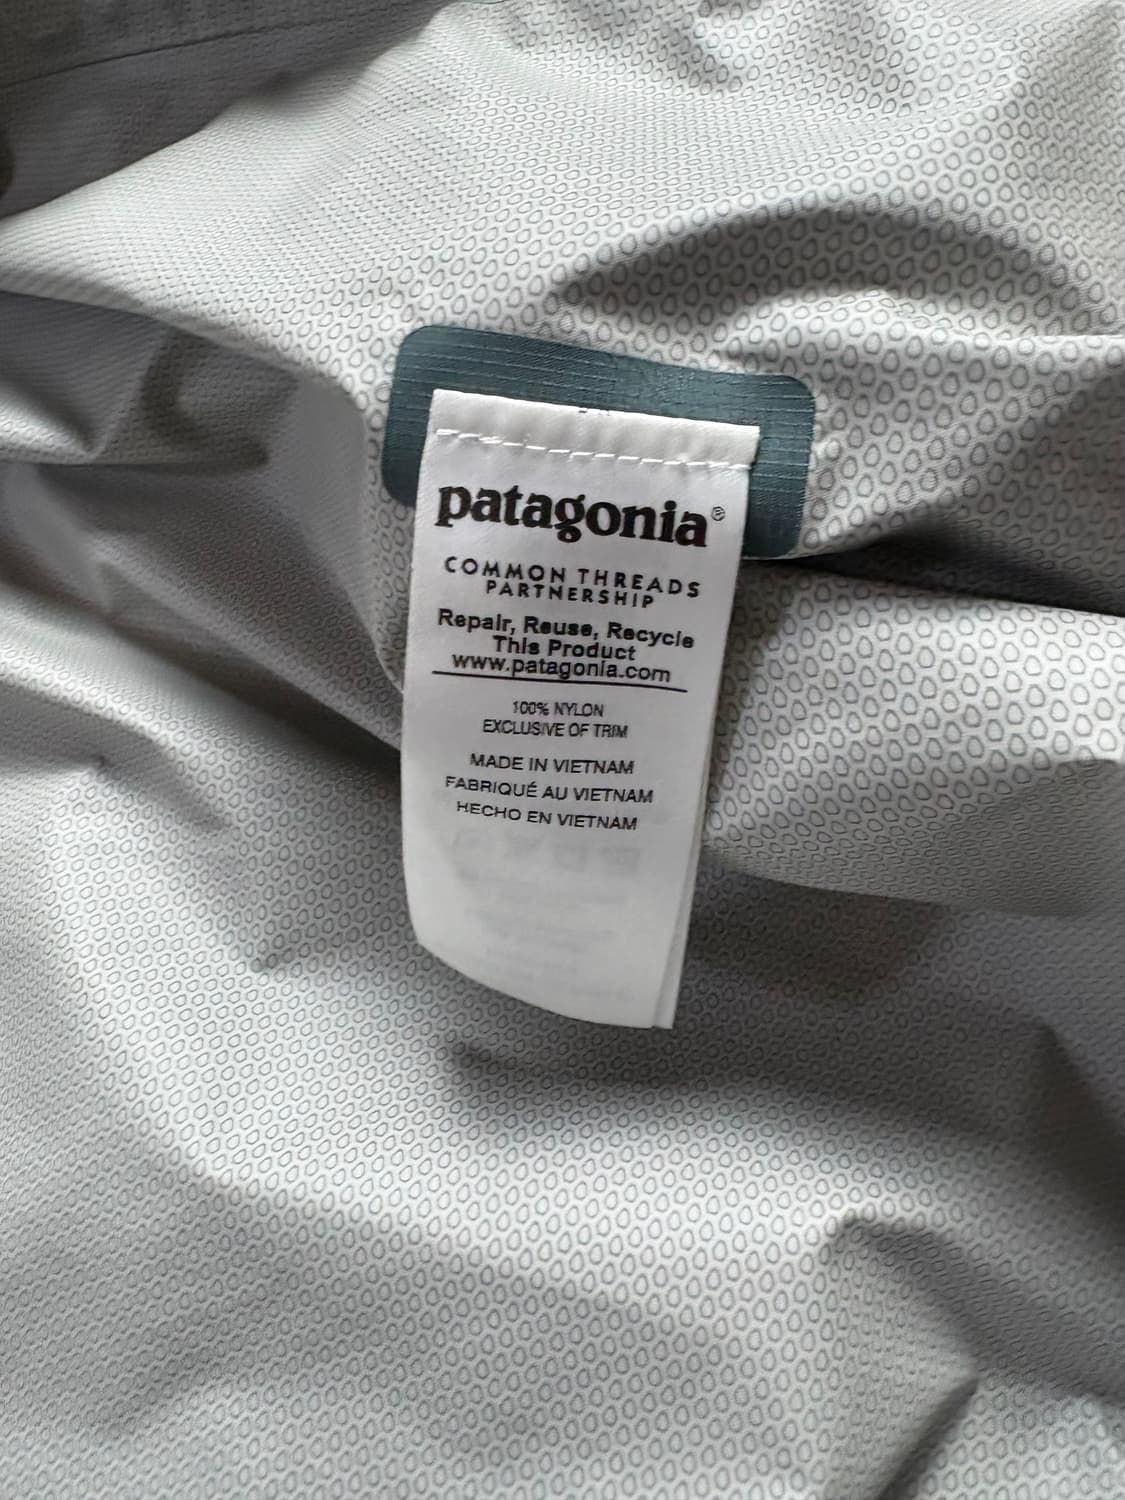 patagonia®
COMMON THREADS
PARTNERSHIP
Repair, Reuse, Recycle
This Product
www.patagonia.com
100% NYLON
EXCLUSIVE OF TRIM
MADE IN VIETNAM
FABRIQUÉ AU VIETNAM
HECHO EN VIETNAM